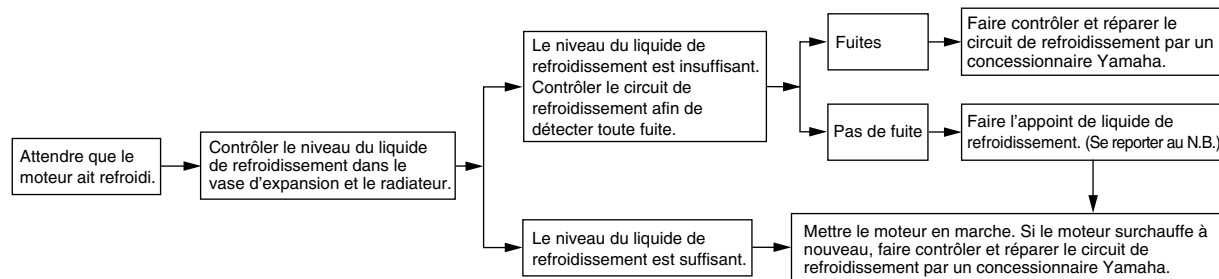 Attendre que le
moteur ait refroidi.
Contrôler le niveau du liquide
de refroidissement dans le
vase d'expansion et le radiateur.
Le niveau du liquide de
refroidissement est insuffisant.
Contrôler le circuit de
refroidissement afin de
détecter toute fuite.
Fuites
Faire contrôler et réparer le
circuit de refroidissement par un
concessionnaire Yamaha.
Pas de fuite
Faire l'appoint de liquide de
refroidissement. (Se reporter au N.B.)
Le niveau du liquide de
refroidissement est suffisant.
Mettre le moteur en marche. Si le moteur surchauffe à
nouveau, faire contrôler et réparer le circuit de
refroidissement par un concessionnaire Yamaha.